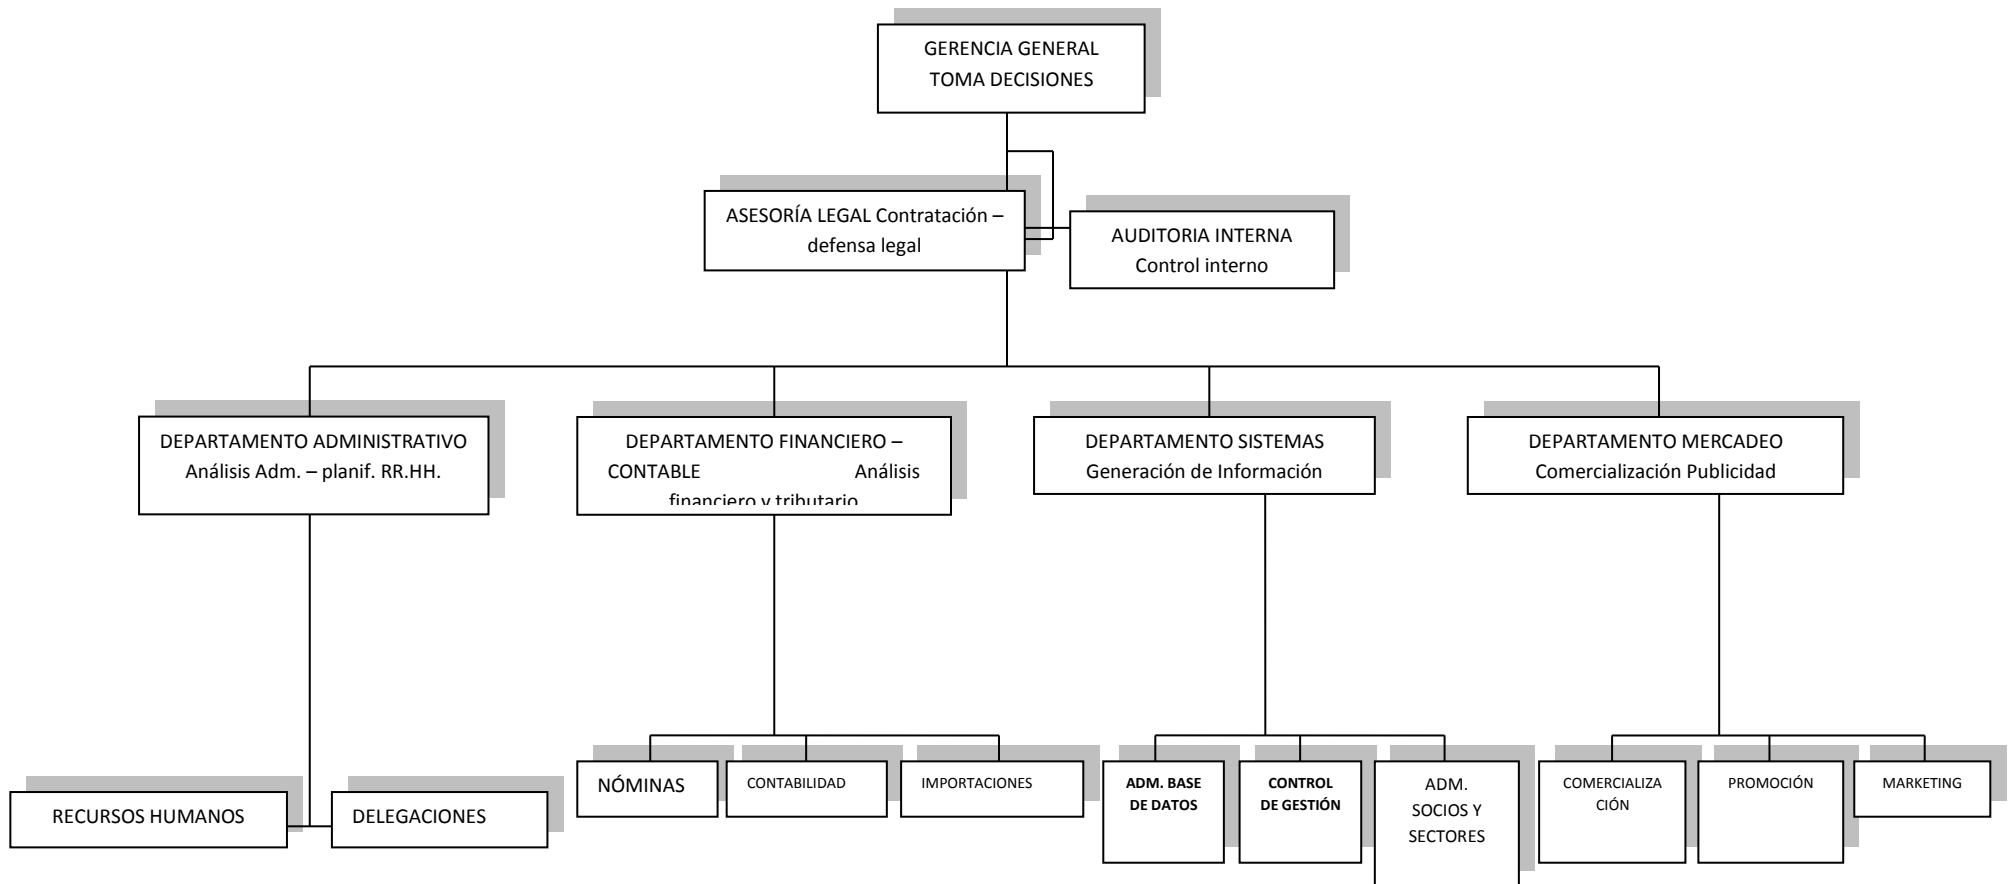 GERENCIA GENERAL
TOMA DECISIONES
ASESORÍA LEGAL Contratación –
defensa legal
AUDITORIA INTERNA
Control interno
DEPARTAMENTO ADMINISTRATIVO
Análisis Adm. – planif. RR.HH.
DEPARTAMENTO FINANCIERO –
CONTABLE Análisis
financiero y tributario
DEPARTAMENTO SISTEMAS
Generación de Información
DEPARTAMENTO MERCADEO
Comercialización Publicidad
RECURSOS HUMANOS
DELEGACIONES
NÓMINAS
CONTABILIDAD
IMPORTACIONES
ADM. BASE
DE DATOS
CONTROL
DE GESTIÓN
ADM.
SOCIOS Y
SECTORES
COMERCIALIZA
CIÓN
PROMOCIÓN
MARKETING